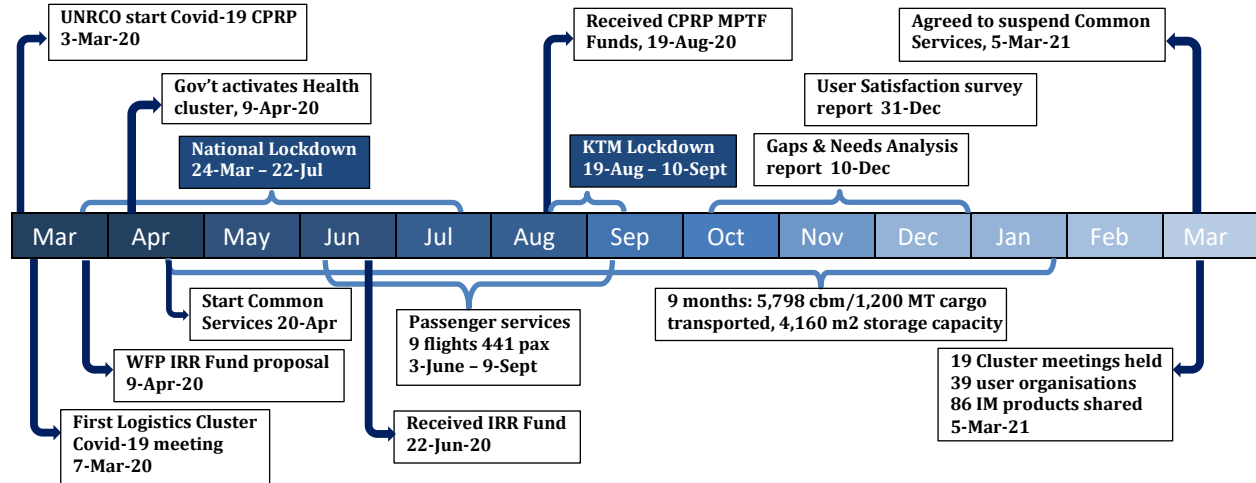 UNRCO start Covid-19 CPRP
3-Mar-20
Received CPRP MPTF
Funds, 19-Aug-20
Agreed to suspend Common
Services, 5-Mar-21
Gov't activates Health
cluster, 9-Apr-20
User Satisfaction survey
report 31-Dec
National Lockdown
24-Mar – 22-Jul
KTM Lockdown
19-Aug – 10-Sept
Gaps & Needs Analysis
report 10-Dec
Mar Apr May Jun Jul Aug Sep Oct Nov Dec Jan Feb Mar
Start Common
Services 20-Apr
Passenger services
9 flights 441 pax
3-June – 9-Sept
9 months: 5,798 cbm/1,200 MT cargo
transported, 4,160 m2 storage capacity
WFP IRR Fund proposal
9-Apr-20
19 Cluster meetings held
39 user organisations
86 IM products shared
5-Mar-21
First Logistics Cluster
Covid-19 meeting
7-Mar-20
Received IRR Fund
22-Jun-20